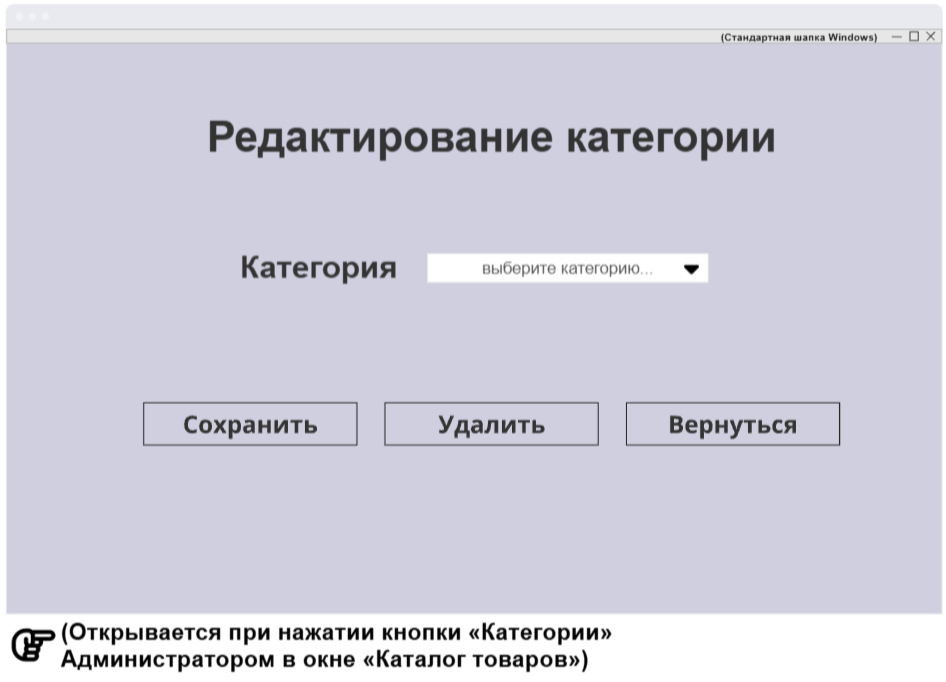 (Стандартная шапка Windows)
Редактирование категории
Категория
выберите категорию...
Сохранить
Удалить
Вернуться
(Открывается при нажатии кнопки «Категории»
Администратором в окне «Каталог товаров»)